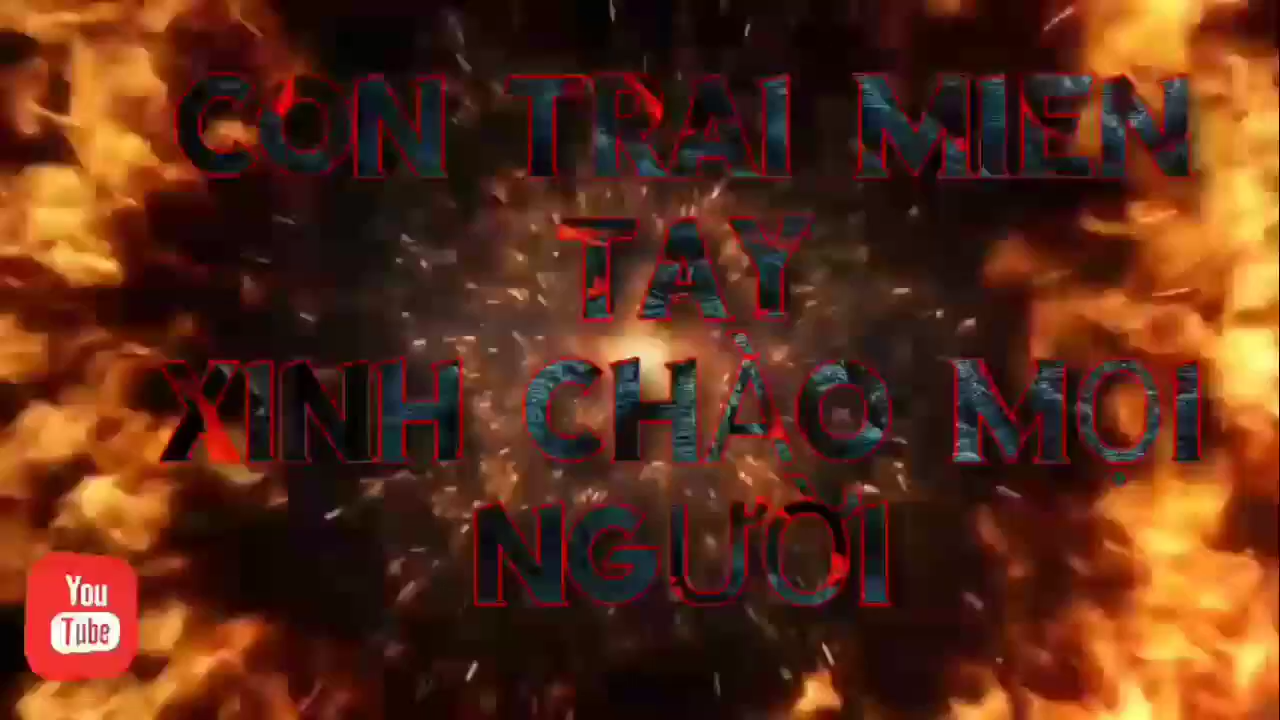 CON TRAI MIEN
TAY
XINH CHÀO MỌI
NGƯỜI
You
Tube